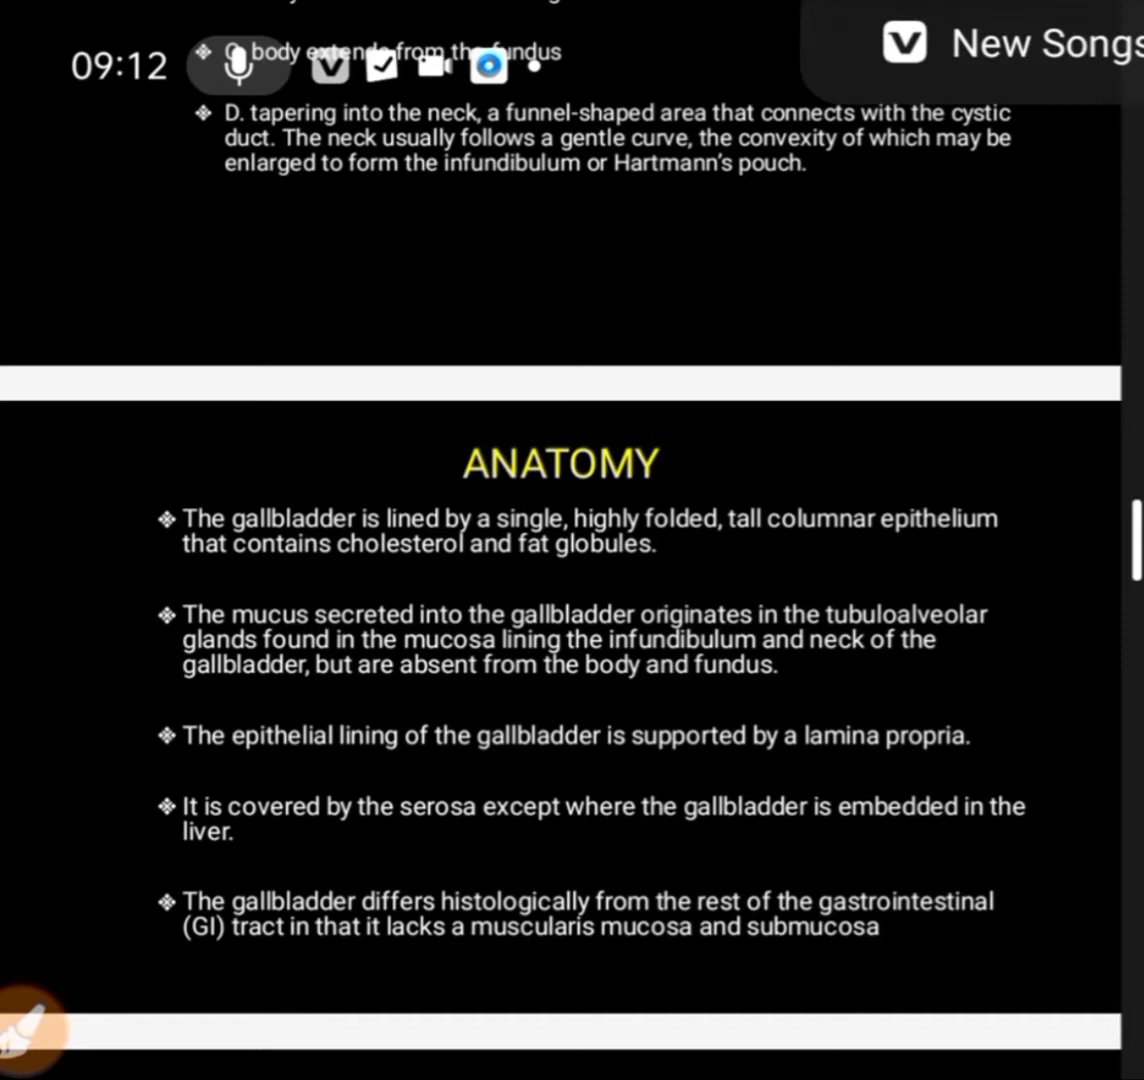 09:12
New Songs
body extends from the fundus
D. tapering into the neck, a funnel-shaped area that connects with the cystic
duct. The neck usually follows a gentle curve, the convexity of which may be
enlarged to form the infundibulum or Hartmann's pouch.
ANATOMY
The gallbladder is lined by a single, highly folded, tall columnar epithelium
that contains cholesterol and fat globules.
The mucus secreted into the gallbladder originates in the tubuloalveolar
glands found in the mucosa lining the infundibulum and neck of the
gallbladder, but are absent from the body and fundus.
The epithelial lining of the gallbladder is supported by a lamina propria.
It is covered by the serosa except where the gallbladder is embedded in the
liver.
The gallbladder differs histologically from the rest of the gastrointestinal
(GI) tract in that it lacks a muscularis mucosa and submucosa